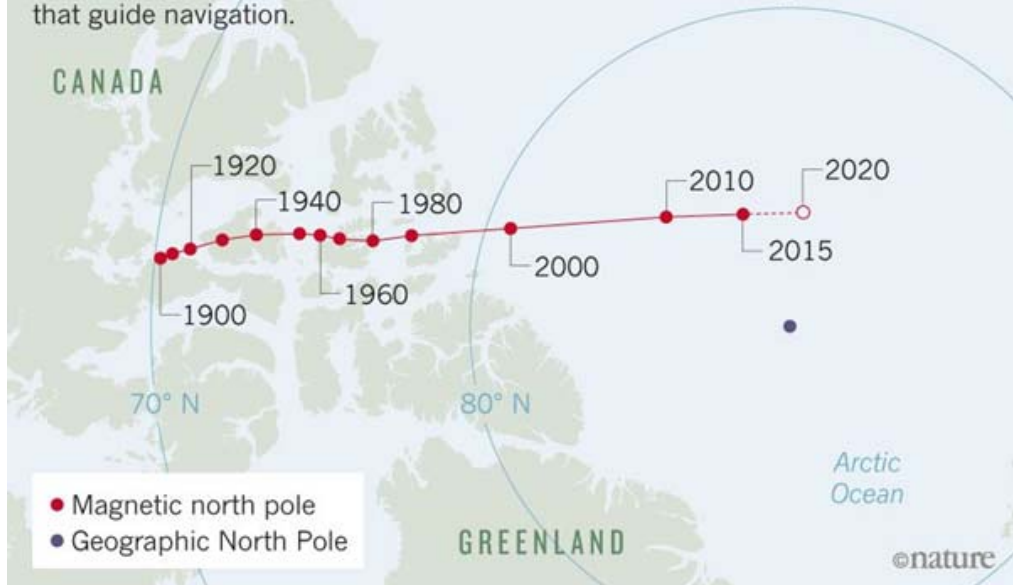 that guide navigation.
CANADA
1920
1940
1980
2010
2020
2000
2015
1960
1900
70° N
80° N
Arctic
Ocean
Magnetic north pole
Geographic North Pole
GREENLAND
©nature